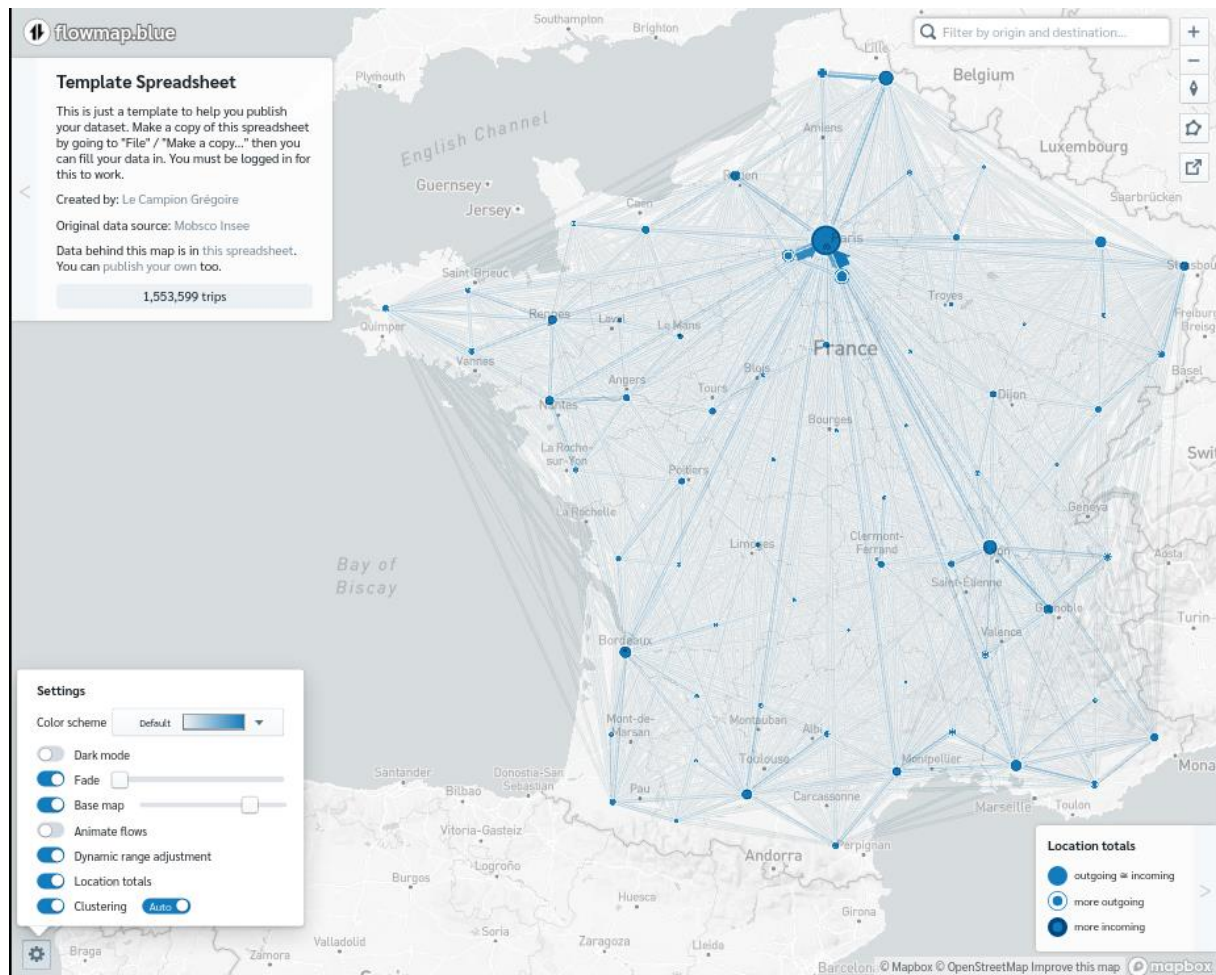 flowmap.blue
Template Spreadsheet
This is just a template to help you publish
your dataset. Make a copy of this spreadsheet
by going to "File" / "Make a copy..." then you
can fill your data in. You must be logged in for
this to work.
Created by: Le Campion Grégoire
Original data source: Mobsco Insee
Data behind this map is in this spreadsheet.
You can publish your own too.
1,553,599 trips
Filter by origin and destination...
Southampton
Brighton
Plymouth
English Channel
Guernsey
Jersey
Lille
Belgium
Amiens
Luxembourg
Saarbrücken
Caen
Paris
Saint-Brieuc
Quimper
Rennes
Laval
Le Mans
Troyes
Freiburg
Breisg
Vannes
France
Blois
Basel
Angers
Tours
Nantes
Dijon
Bourges
La Roche-
sur-Yon
Swit
Poitiers
La Rochelle
Geneva
Limoges
Clermont-
Ferrand
Aosta
Bay of
Biscay
Saint-Étienne
Grenoble
Turin
Valence
Bordeaux
Mont-de-
Marsan
Montauban
Albi
Toulouse
Montpellier
Mona
Santander
Donostia-San
Sebastian
Bilbao
Pau
Carcassonne
Marseille
Toulon
Vitoria-Gasteiz
Perpignan
Andorra
Logroño
Burgos
Huesca
Girona
Soria
Braga
Valladolid
Zamora
Zaragoza
Lleida
Barcelon
Settings
Color scheme
Default
Dark mode
Fade
Base map
Animate flows
Dynamic range adjustment
Location totals
Clustering
Auto
Location totals
outgoing ≅ incoming
more outgoing
more incoming
© Mapbox © OpenStreetMap Improve this map
mapbox